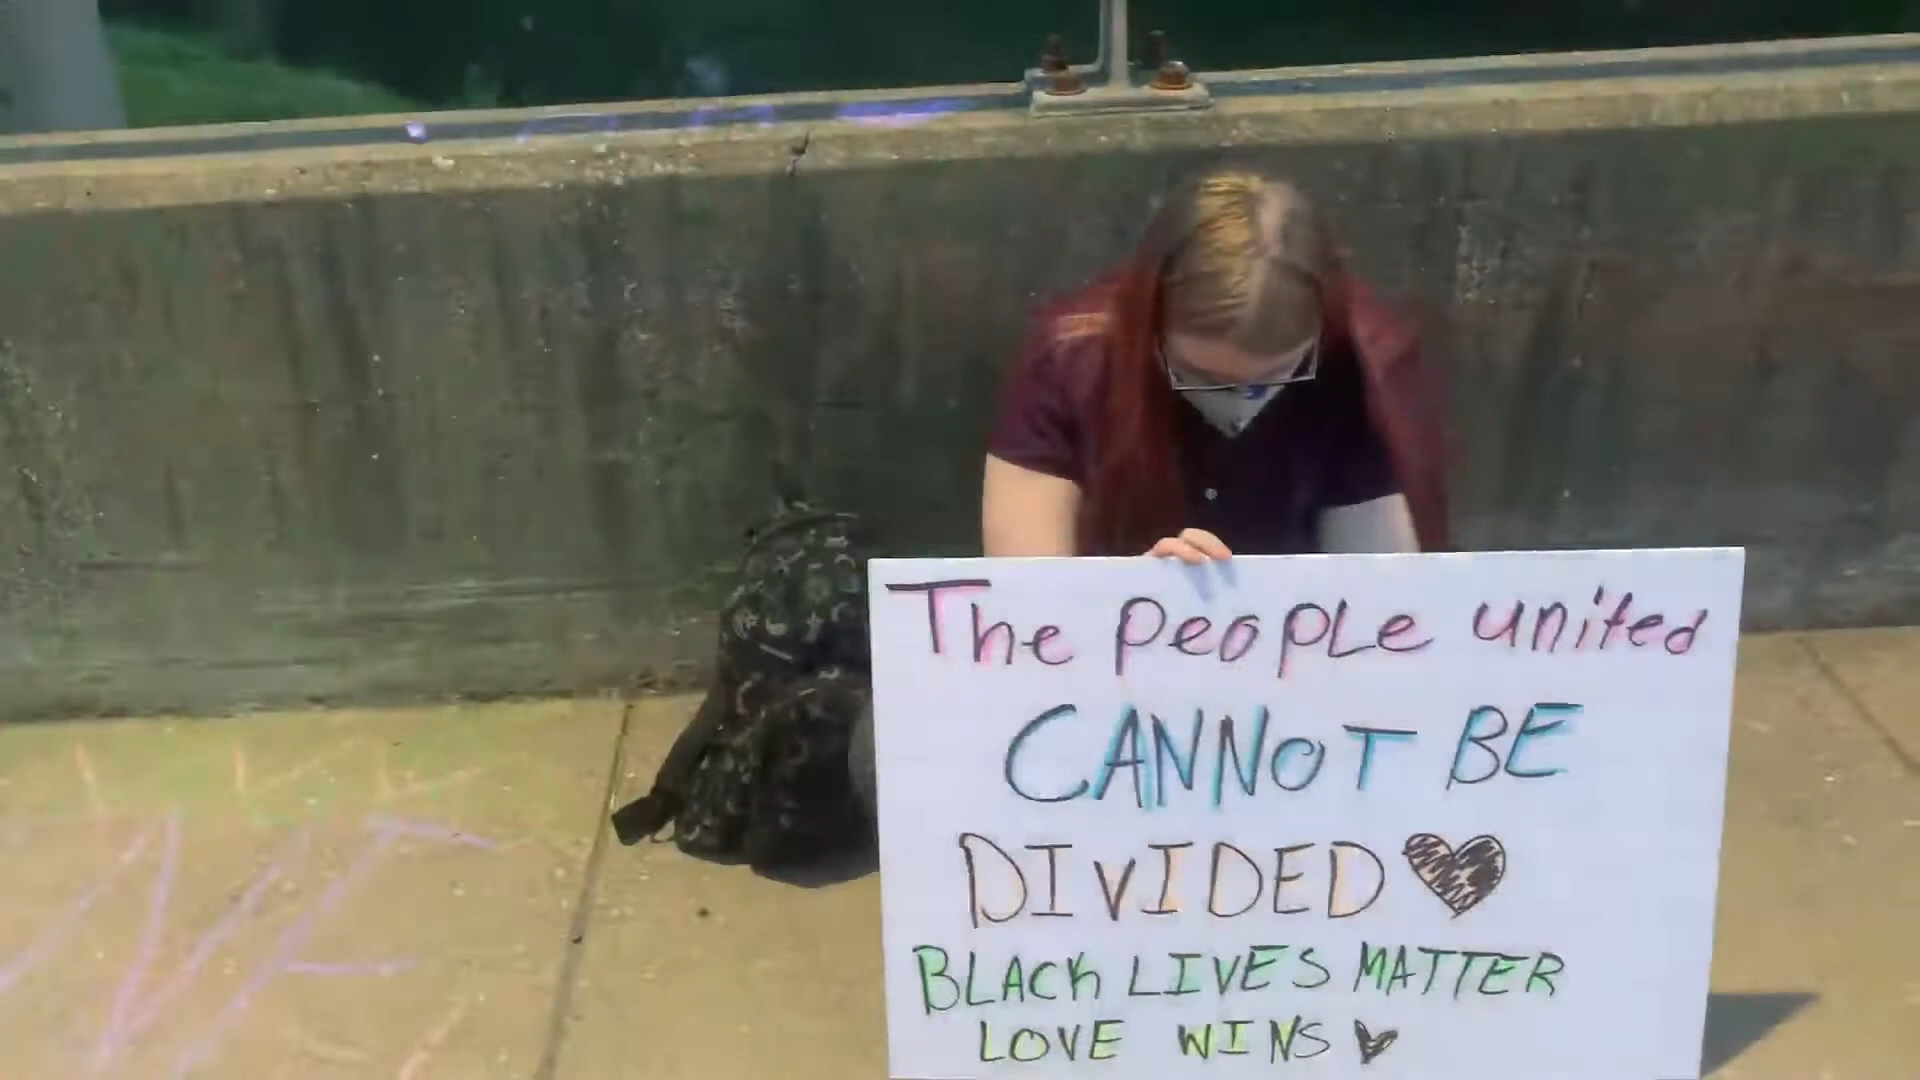 The people united
CANNOT BE
DIVIDED
BLACK LIVES MATTER
LOVE WINS